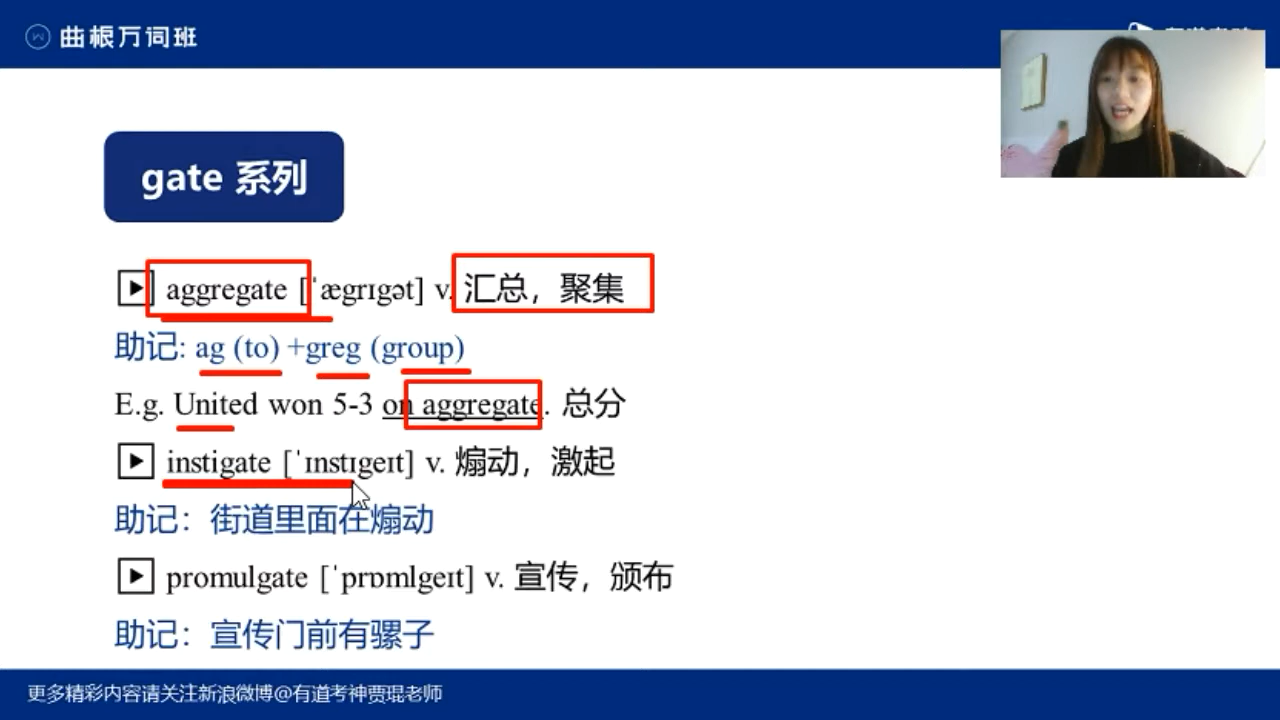 曲根万词班
gate 系列
aggregate [ˈægrɪgət] v. 汇总，聚集
助记: ag (to) +greg (group)
E.g. United won 5-3 on aggregate. 总分
instigate [ˈɪnstɪgeɪt] v. 煽动，激起
助记：街道里面在煽动
promulgate [ˈprɒmlgeɪt] v. 宣传，颁布
助记：宣传门前有骡子
更多精彩内容请关注新浪微博@有道考神贾琨老师